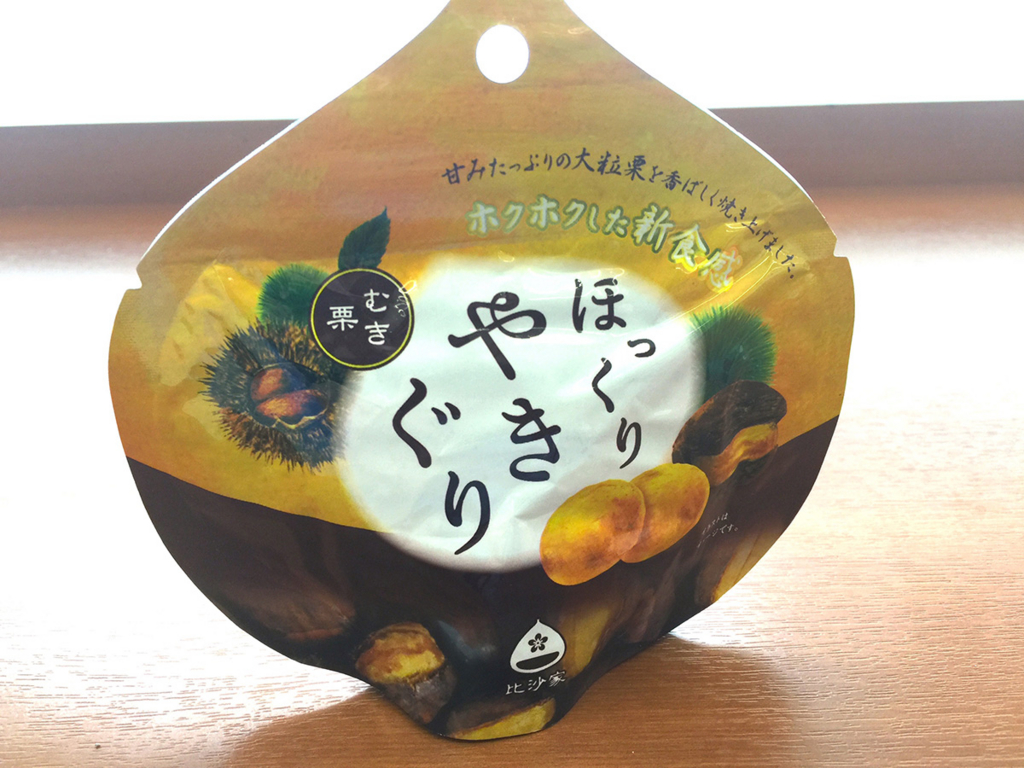 甘みたっぷりの大粒栗を香ばしく焼き上げました。
ホクホクした新食感
むき
栗
ほっくり
やき
ぐり
比沙家